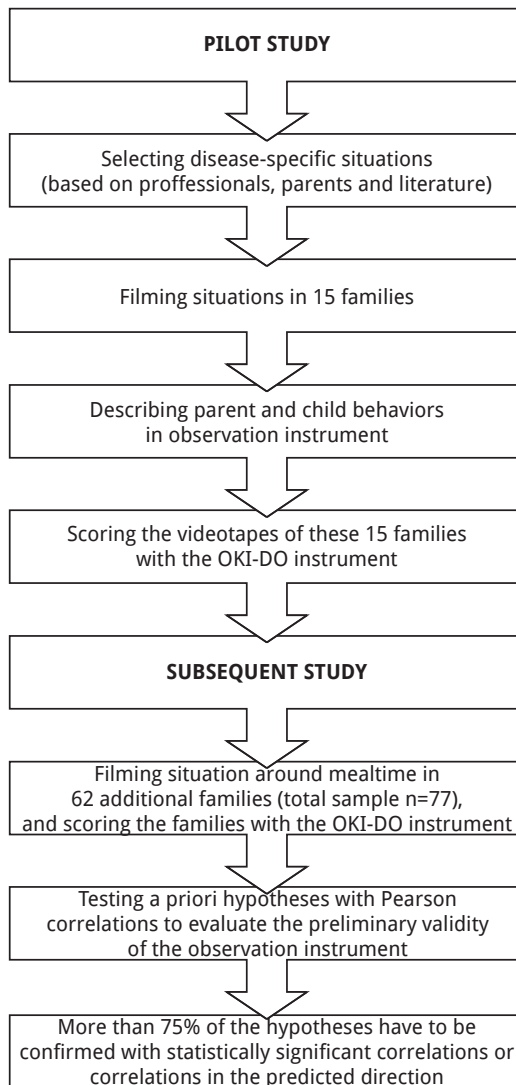 PILOT STUDY
Selecting disease-specific situations
(based on proffessionals, parents and literature)
Filming situations in 15 families
Describing parent and child behaviors
in observation instrument
Scoring the videotapes of these 15 families
with the OKI-DO instrument
SUBSEQUENT STUDY
Filming situation around mealtime in
62 additional families (total sample n=77),
and scoring the families with the OKI-DO instrument
Testing a priori hypotheses with Pearson
correlations to evaluate the preliminary validity
of the observation instrument
More than 75% of the hypotheses have to be
confirmed with statistically significant correlations or
correlations in the predicted direction